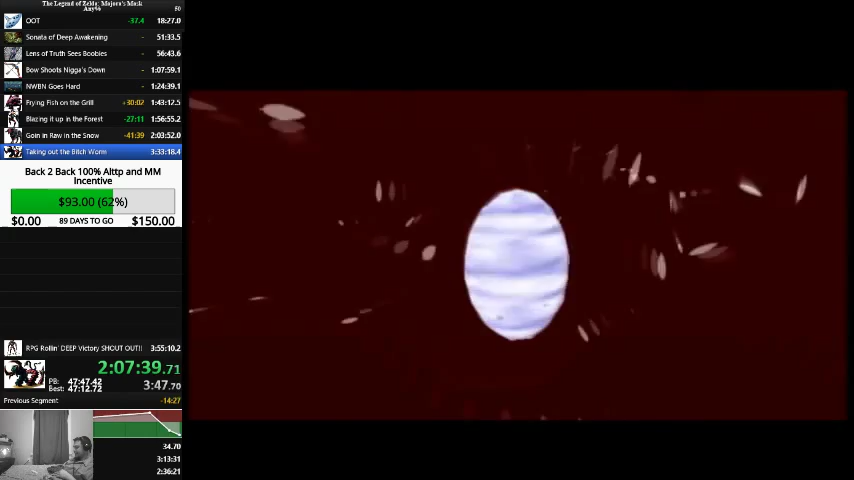 The Legend of Zelda: Majora's Mask
Any% 50
OOT -37.4 18:27.0
Sonata of Deep Awakening - 51:33.5
Lens of Truth Sees Boobies - 56:43.6
Bow Shoots Nigga's Down - 1:07:59.1
NWBN Goes Hard - 1:24:39.1
Frying Fish on the Grill +30:02 1:43:12.5
Blazing it up in the Forest -27:11 1:56:55.2
Goin in Raw in the Snow -41:39 2:03:52.0
Taking out the Bitch Worm 3:33:18.4
Back 2 Back 100% Alttp and MM
Incentive
$93.00 (62%)
$0.00 89 DAYS TO GO $150.00
RPG Rollin' DEEP Victory SHOUT OUT!! 3:55:10.2
2:07:39.71
PB: 47:47.42
Best: 47:12.72
3:47.70
Previous Segment -14:27
34.70
3:13:31
2:36:21